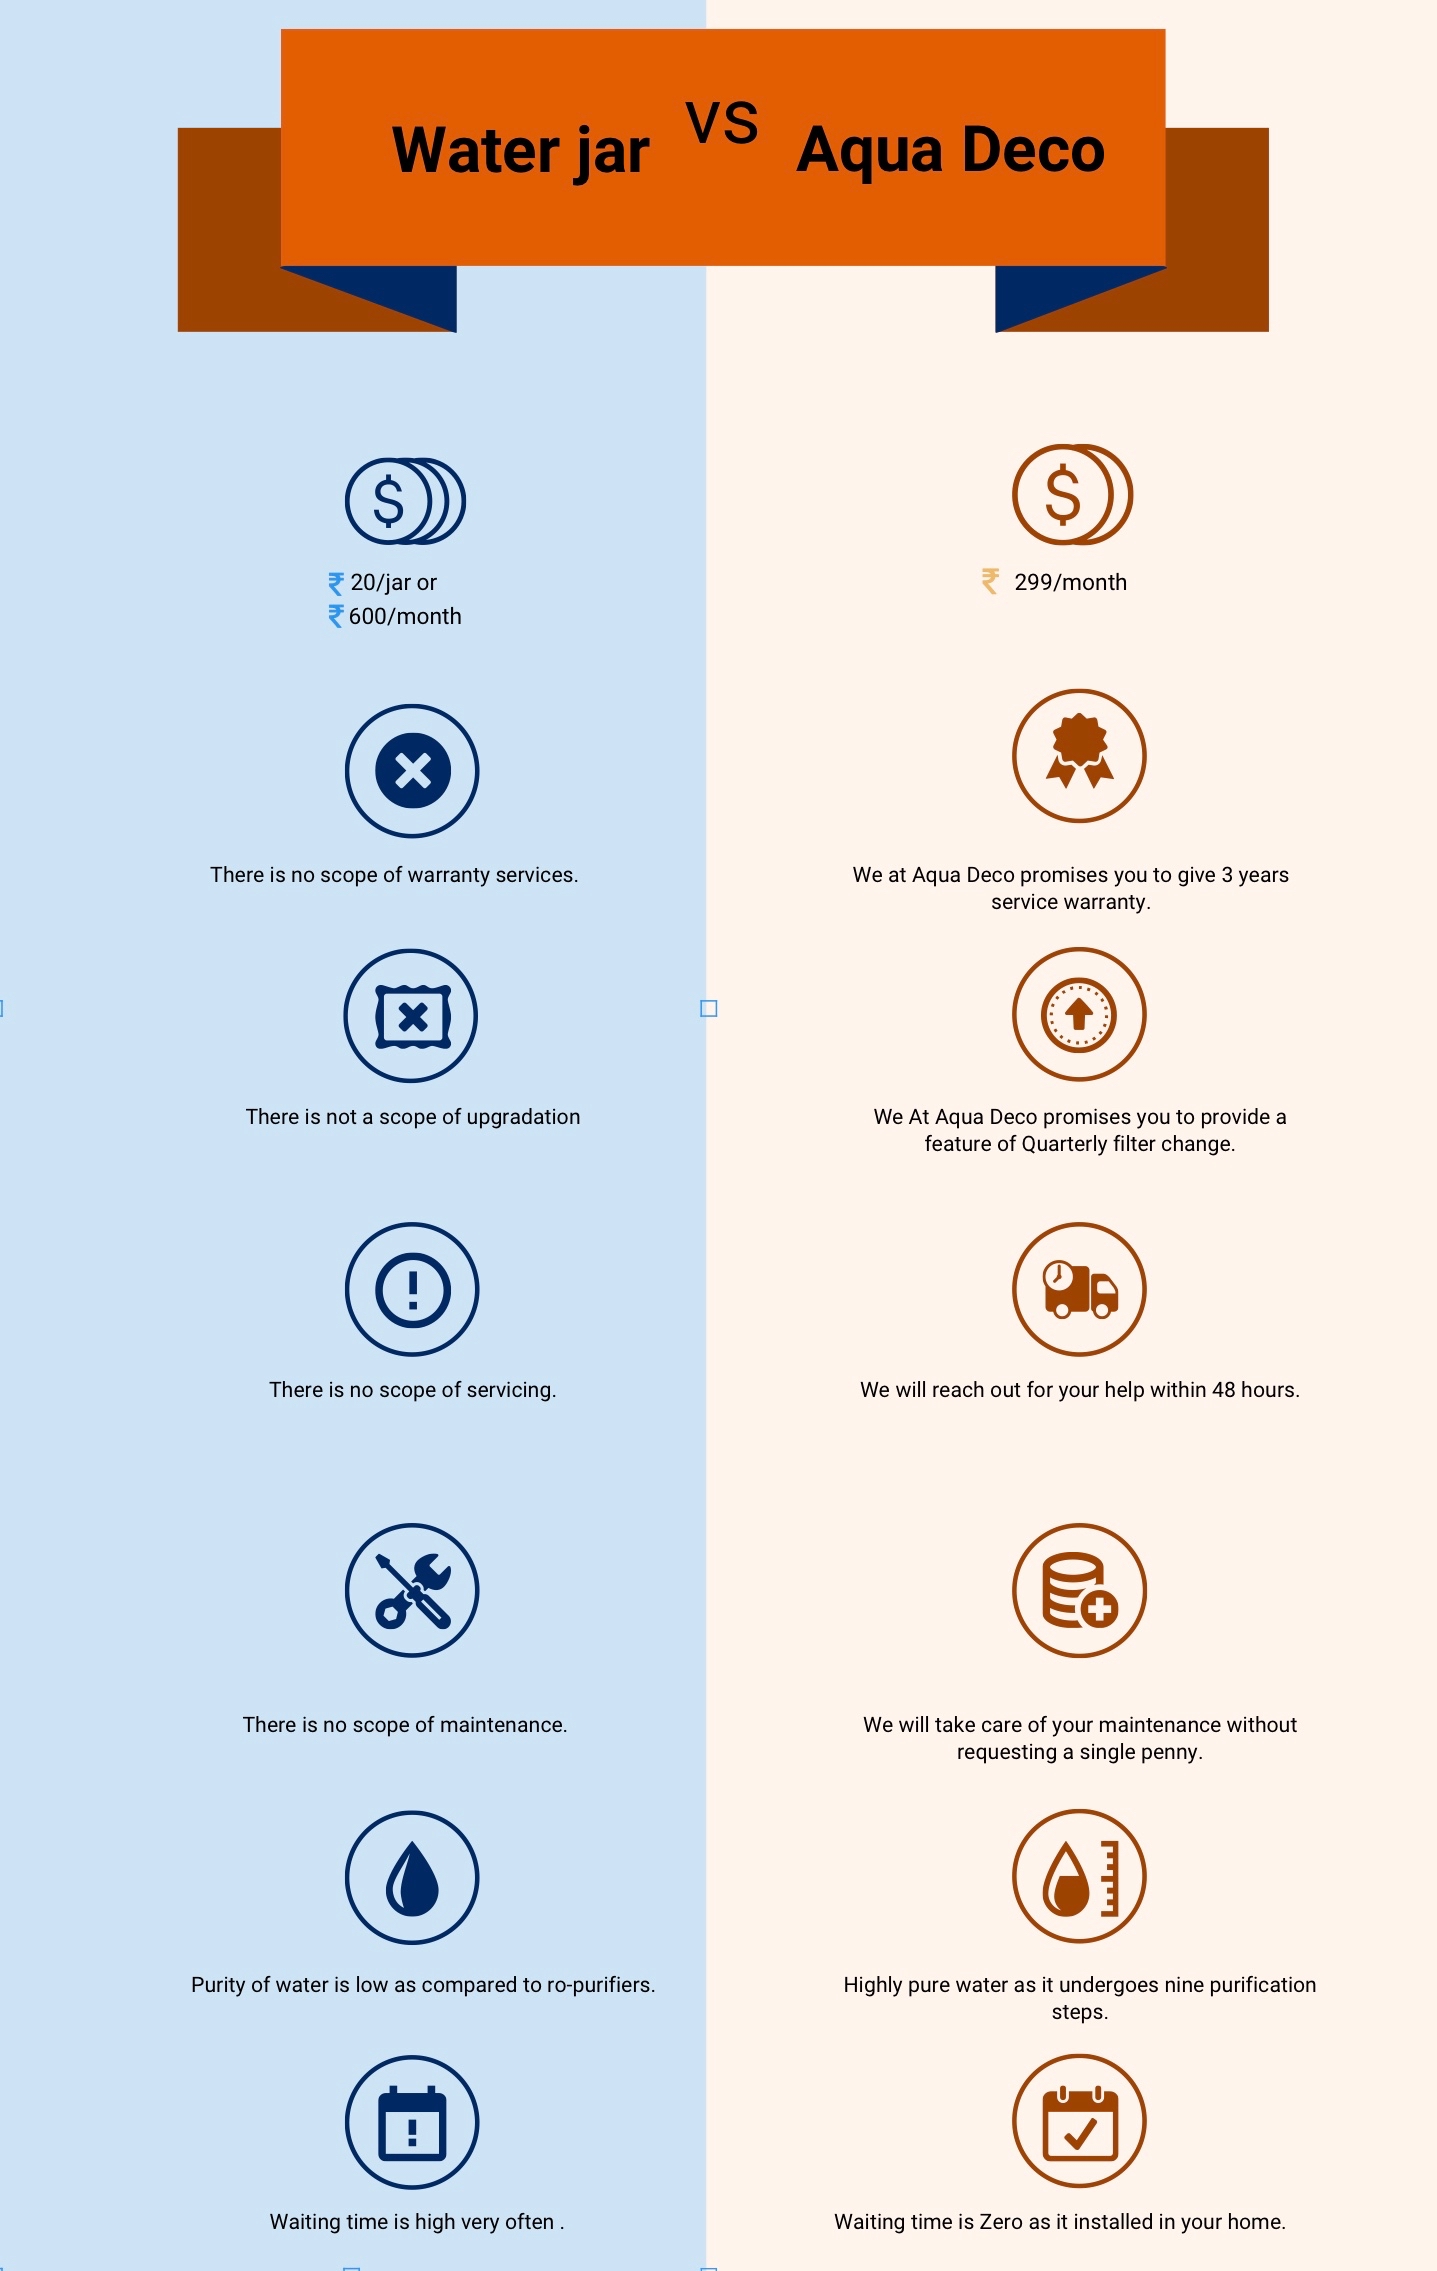 Water jar vs Aqua Deco
₹ 20/jar or
₹ 600/month
₹ 299/month
There is no scope of warranty services.
We at Aqua Deco promises you to give 3 years
service warranty.
There is not a scope of upgradation
We At Aqua Deco promises you to provide a
feature of Quarterly filter change.
There is no scope of servicing.
We will reach out for your help within 48 hours.
There is no scope of maintenance.
We will take care of your maintenance without
requesting a single penny.
Purity of water is low as compared to ro-purifiers.
Highly pure water as it undergoes nine purification
steps.
Waiting time is high very often .
Waiting time is Zero as it installed in your home.